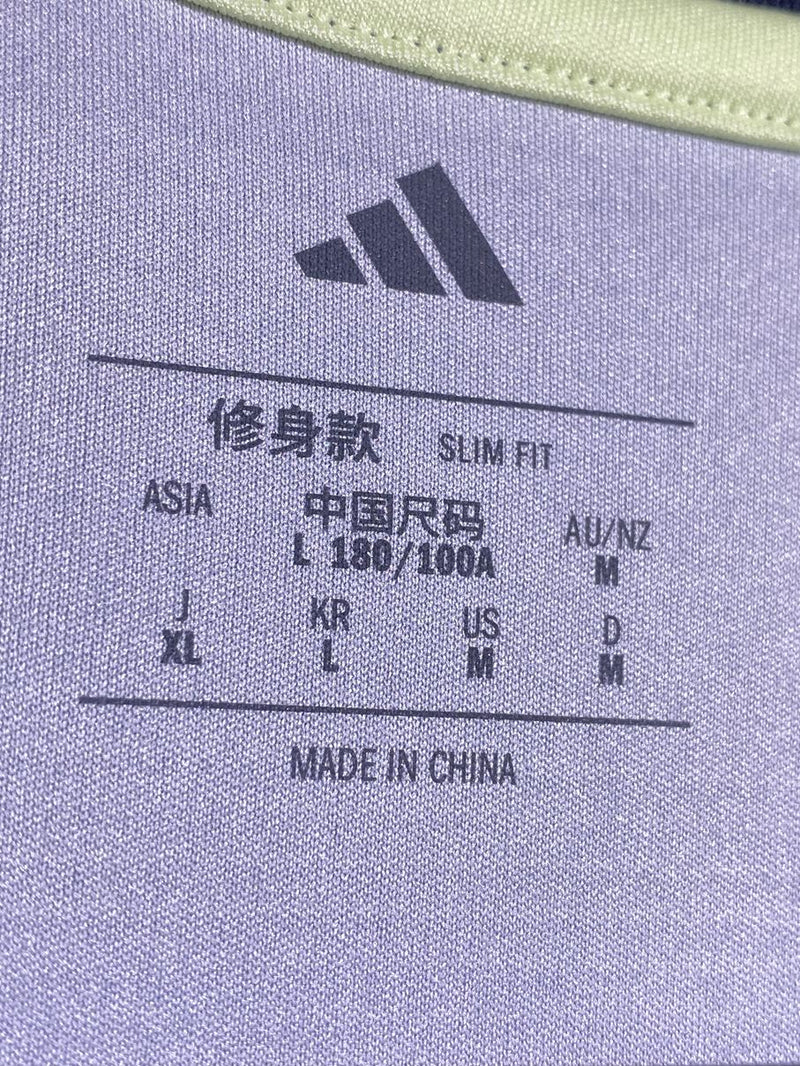 修身款 SLIM FIT
ASIA 中国尺码 AU/NZ
L 180/100A M
J KR US D
XL L M M
MADE IN CHINA